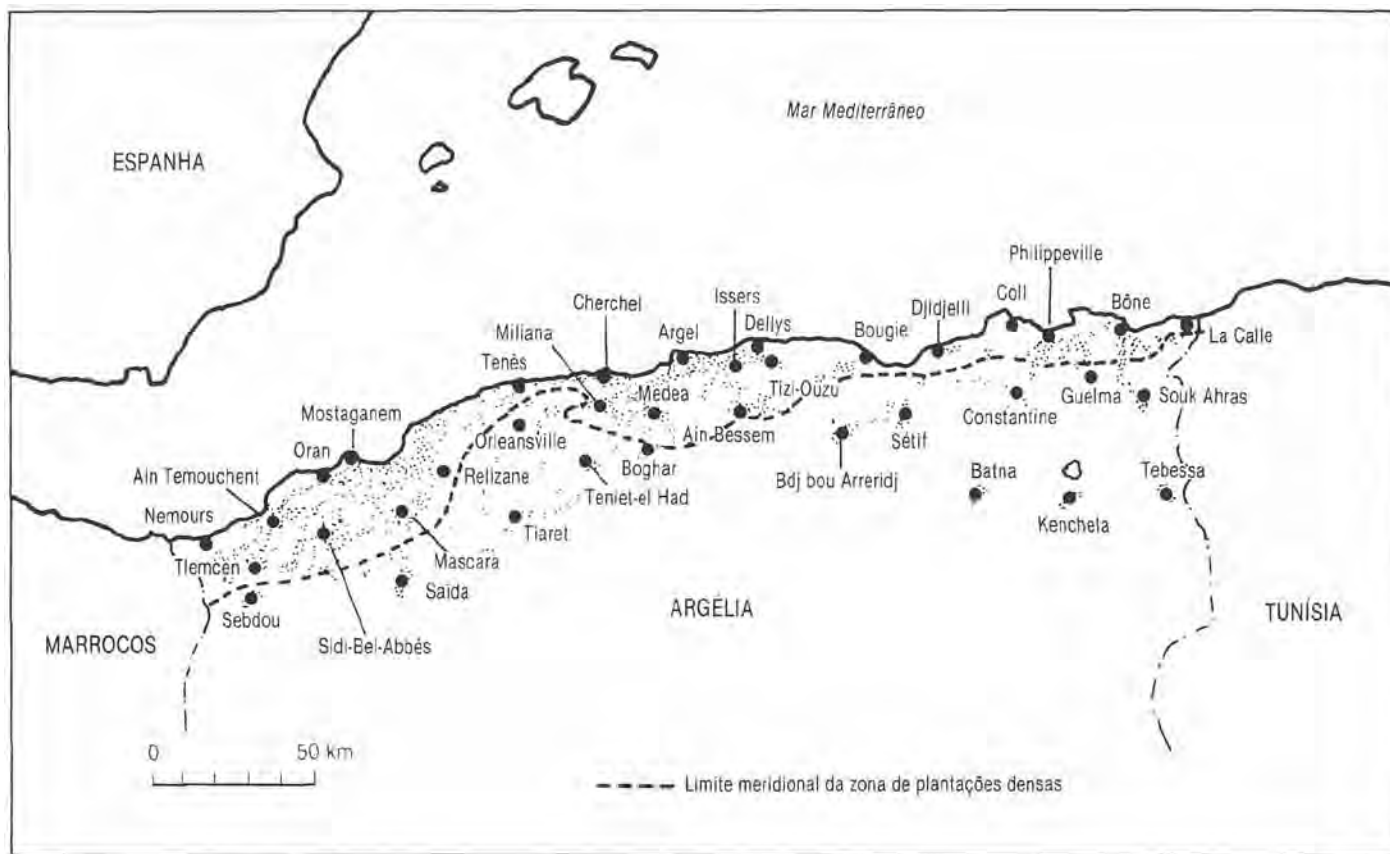 Mar Mediterrâneo
ESPANHA
Philippeville
Issers
Coll
Cherchel
Djidjelli
Bône
Dellys
Miliana
Argel
Bougie
La Calle
Tenès
Tizi-Ouzu
Medea
Guelma
Souk Ahras
Mostaganem
Constantine
Orleansville
Ain-Bessem
Sétif
Oran
Boghar
Ain Temouchent
Relizane
Teniet-el Had
Bdj bou Arreridj
Batna
Tebessa
Nemours
Kenchela
Tiaret
Mascara
Tlemcen
Saida
Sebdou
ARGÉLIA
TUNÍSIA
MARROCOS
Sidi-Bel-Abbés
0 50 km
Limite meridional da zona de plantações densas